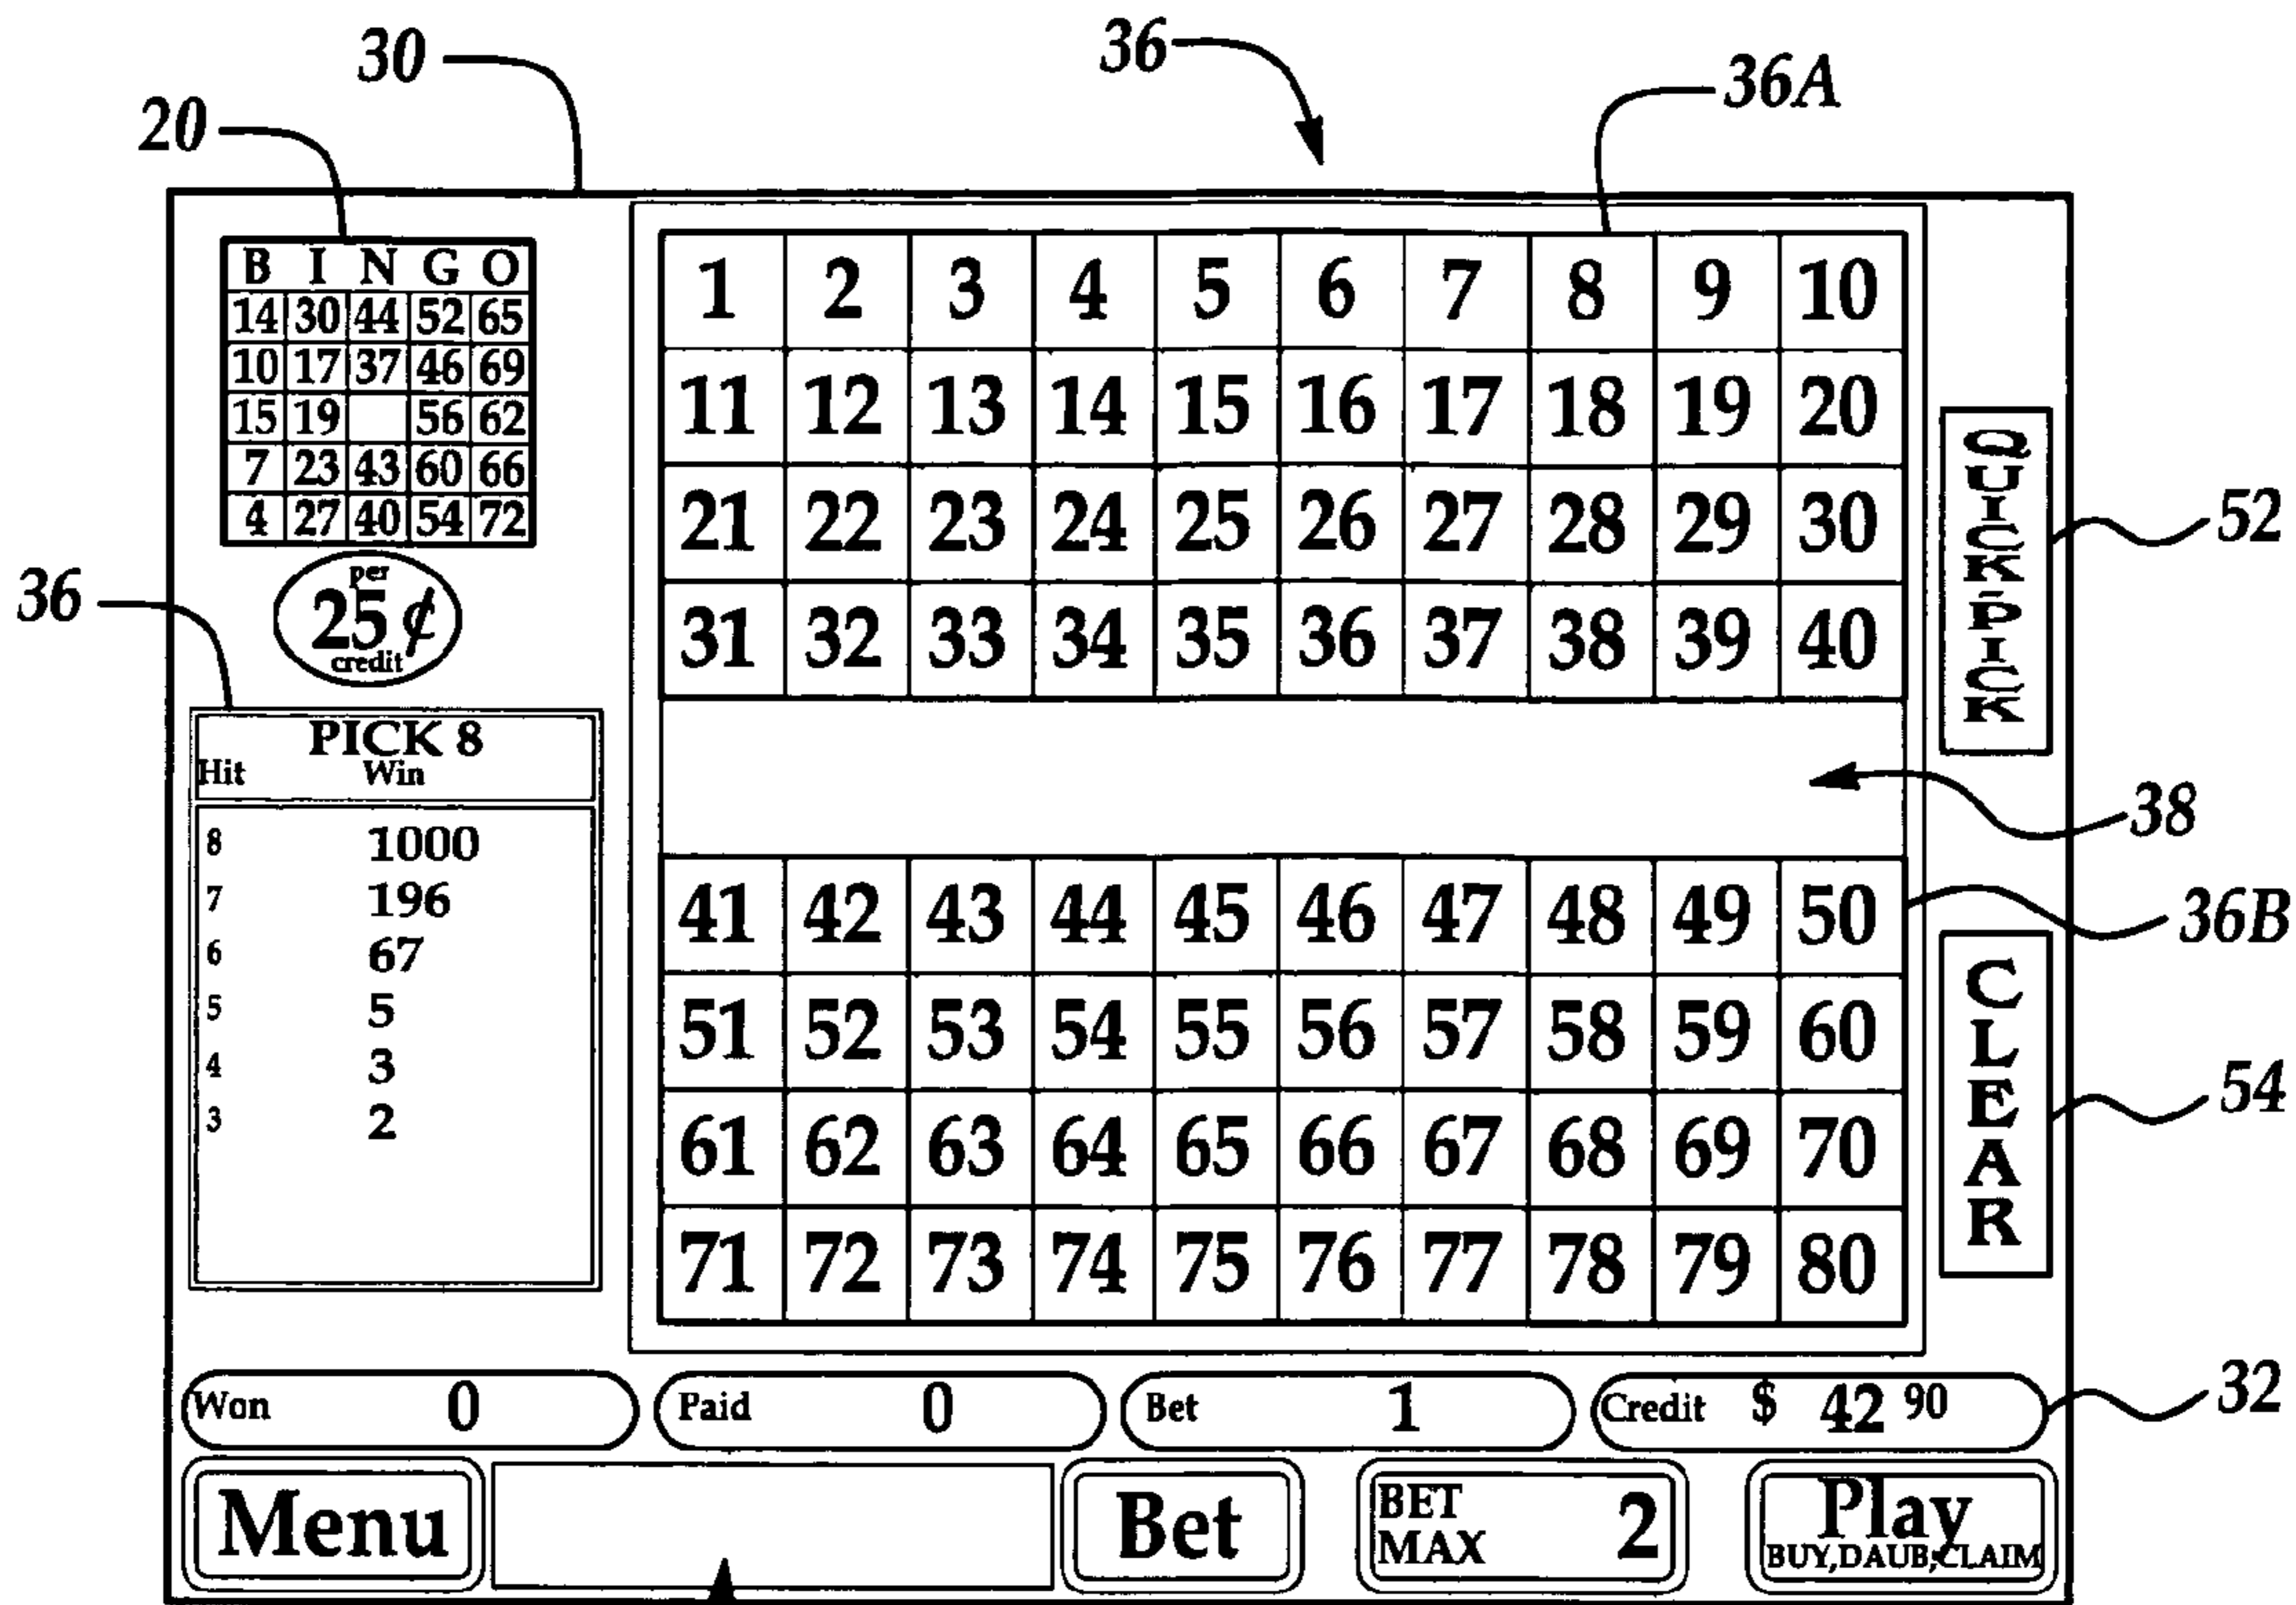 30
36
36A
20
B I N G O
14 30 44 52 65
10 17 37 46 69
15 19 56 62
7 23 43 60 66
4 27 40 54 72
per
25 ¢
credit
36
PICK 8
Hit Win
8 1000
7 196
6 67
5 5
4 3
3 2
1 2 3 4 5 6 7 8 9 10
11 12 13 14 15 16 17 18 19 20
21 22 23 24 25 26 27 28 29 30
31 32 33 34 35 36 37 38 39 40
41 42 43 44 45 46 47 48 49 50
51 52 53 54 55 56 57 58 59 60
61 62 63 64 65 66 67 68 69 70
71 72 73 74 75 76 77 78 79 80
QUICK-PICK
52
38
36B
CLEAR
54
Won 0
Paid 0
Bet 1
Credit $ 42 90
32
Menu
Bet
BET
MAX 2
Play
BUY,DAUB,CLAIM